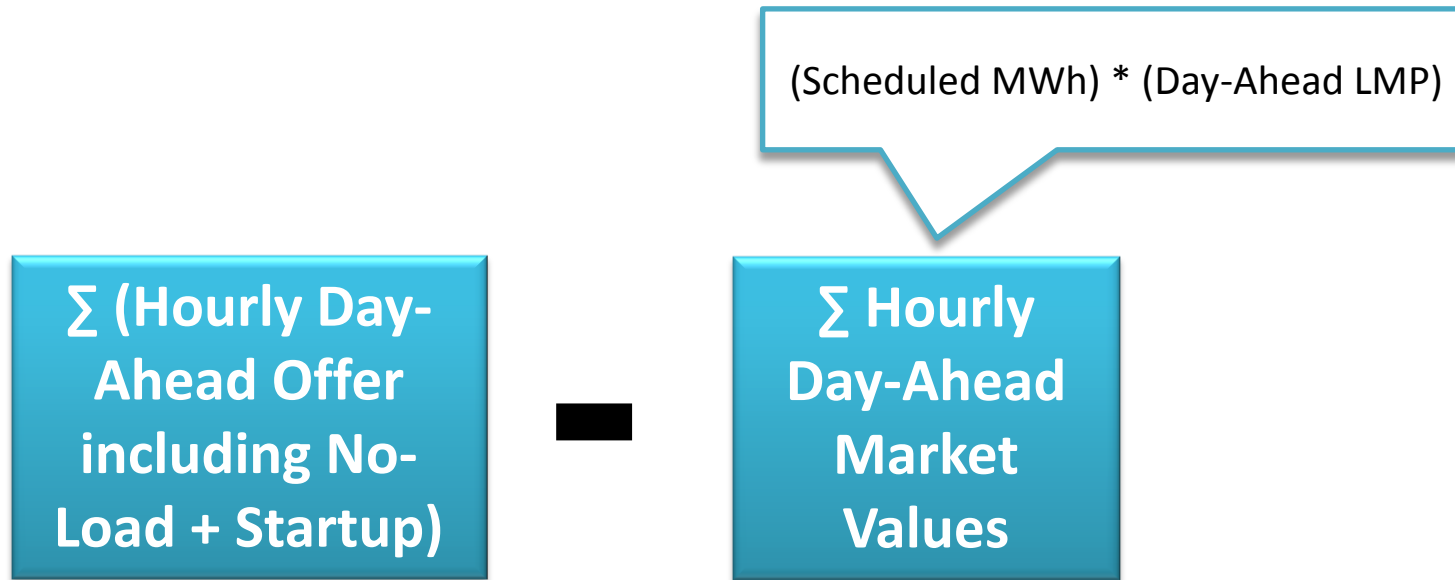 (Scheduled MWh) * (Day-Ahead LMP)
∑ (Hourly Day-
Ahead Offer
including No-
Load + Startup)
-
∑ Hourly
Day-Ahead
Market
Values